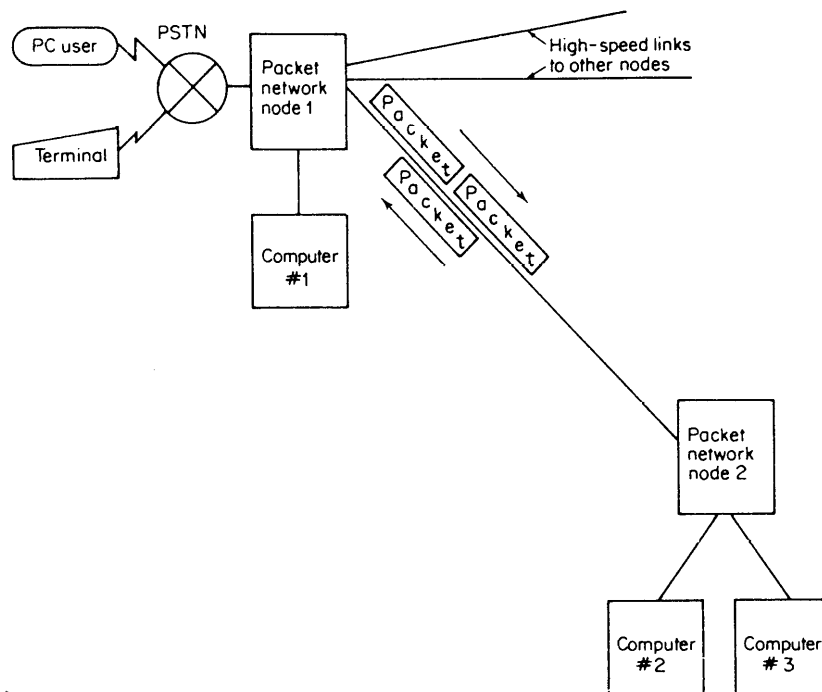 PSTN
PC user
High-speed links
to other nodes
Packet
network
node 1
Terminal
Packet
Packet
Packet
Computer
#1
Packet
network
node 2
Computer
#2
Computer
#3